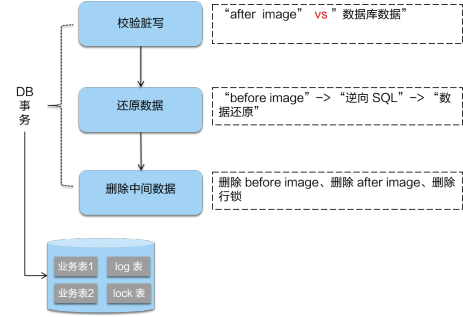 校验脏写
“after image” vs ”数据库数据”
DB
事
务
还原数据
“before image”–> “逆向 SQL”–> “数
据还原”
删除中间数据
删除 before image、删除 after image、删除
行锁
业务表1
log 表
业务表2
lock 表